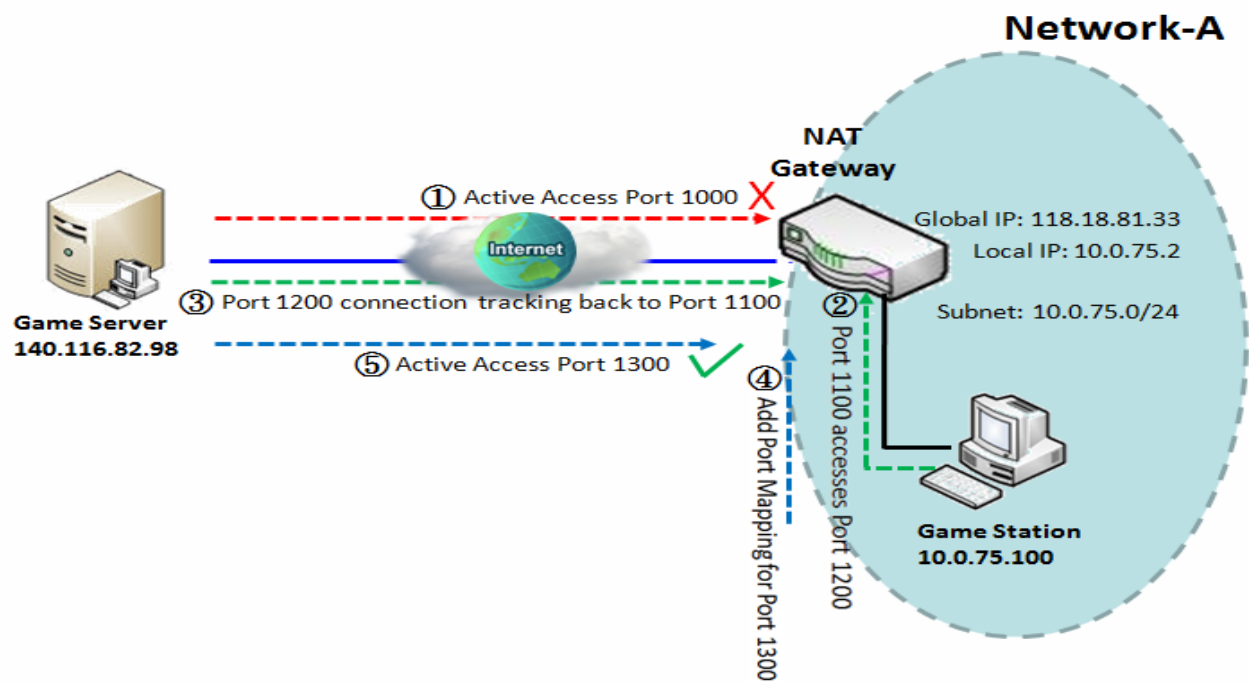 Network-A
NAT
Gateway
① Active Access Port 1000
Global IP: 118.18.81.33
Local IP: 10.0.75.2
Internet
③ Port 1200 connection tracking back to Port 1100
Subnet: 10.0.75.0/24
Game Server
140.116.82.98
⑤ Active Access Port 1300
④ Add Port Mapping for Port 1300
② Port 1100 accesses Port 1200
Game Station
10.0.75.100